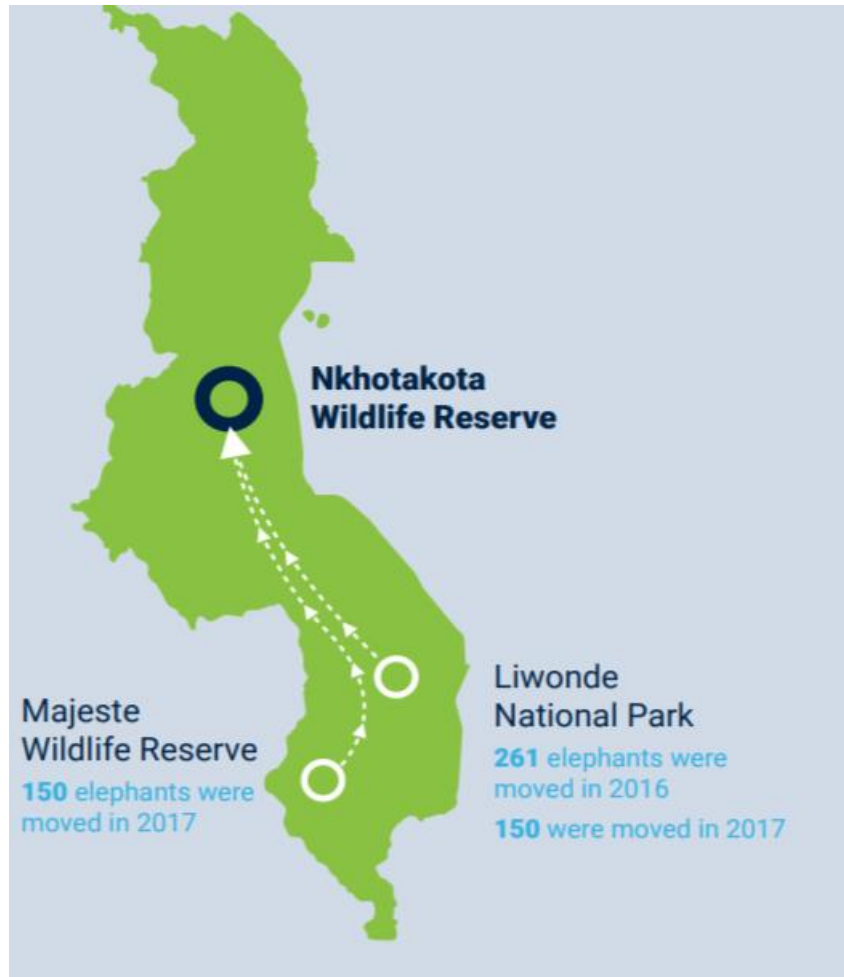 Nkhotakota
Wildlife Reserve
Majeste
Wildlife Reserve
150 elephants were
moved in 2017
Liwonde
National Park
261 elephants were
moved in 2016
150 were moved in 2017